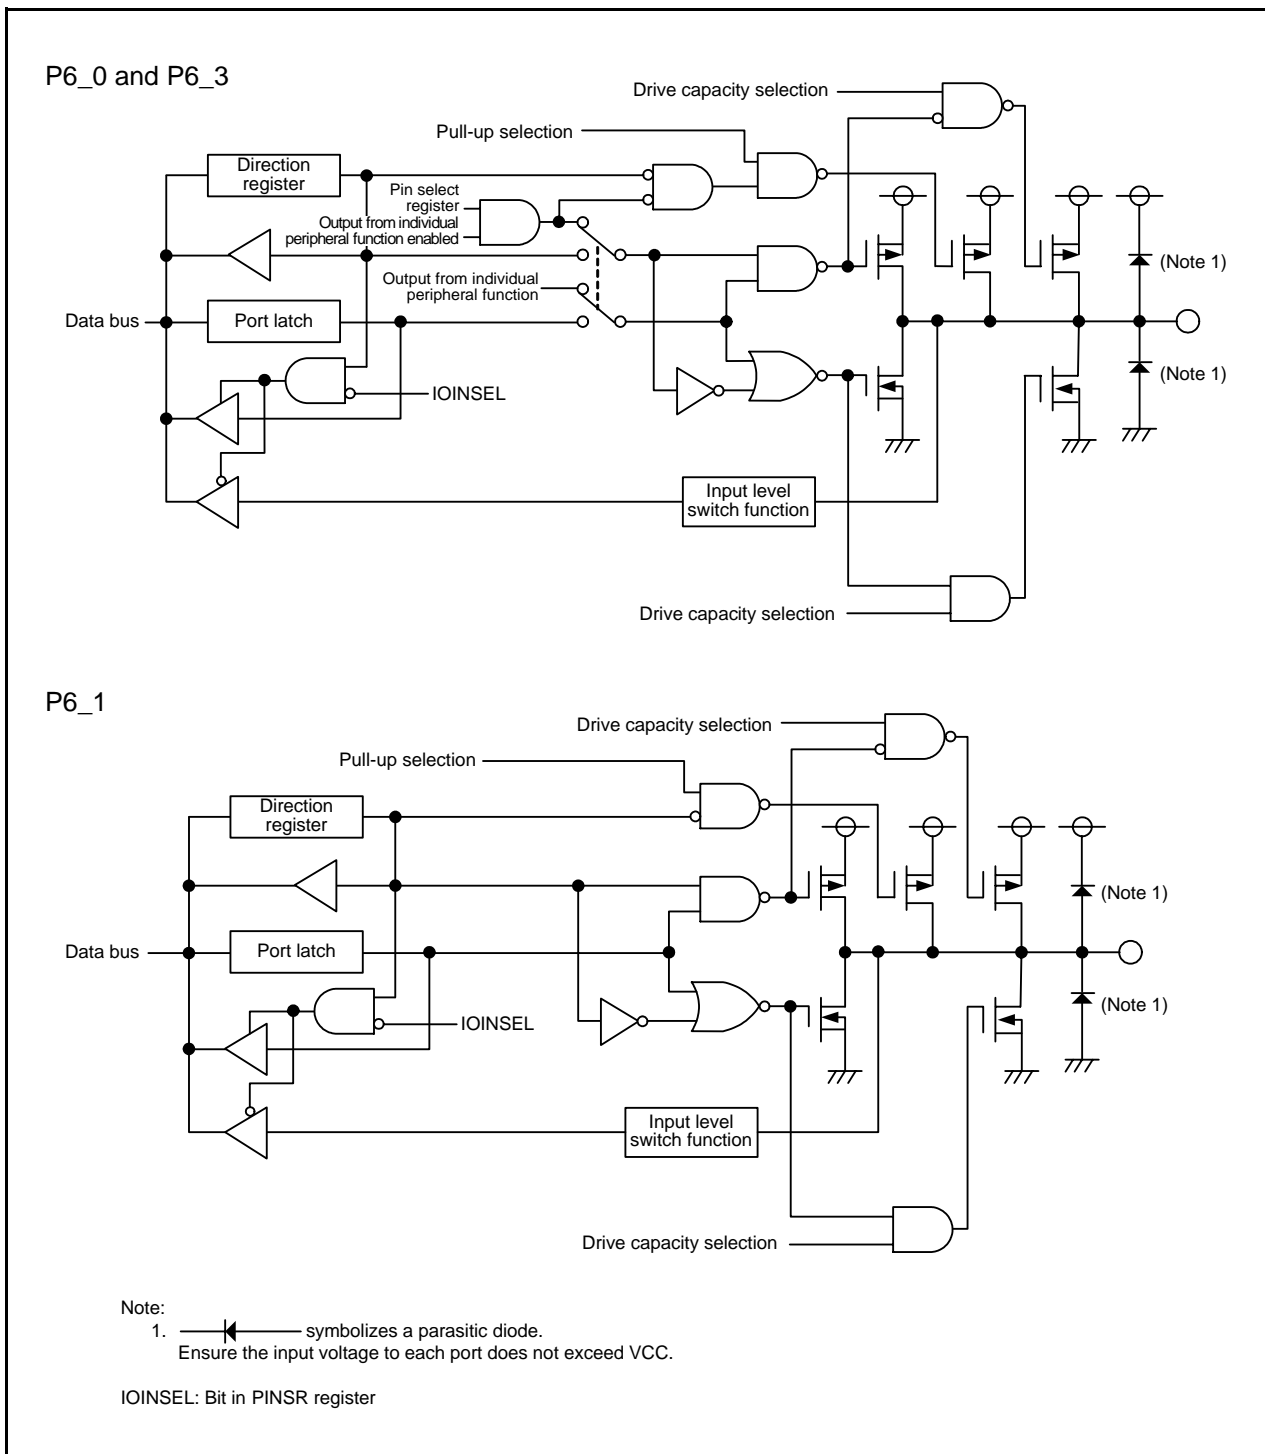 P6_0 and P6_3
Drive capacity selection
Pull-up selection
Direction
register
Pin select
register
Output from individual
peripheral function enabled
(Note 1)
Output from individual
peripheral function
Data bus
Port latch
(Note 1)
IOINSEL
Input level
switch function
Drive capacity selection
P6_1
Drive capacity selection
Pull-up selection
Direction
register
(Note 1)
Data bus
Port latch
(Note 1)
IOINSEL
Input level
switch function
Drive capacity selection
Note:
1. symbolizes a parasitic diode.
Ensure the input voltage to each port does not exceed VCC.
IOINSEL: Bit in PINSR register